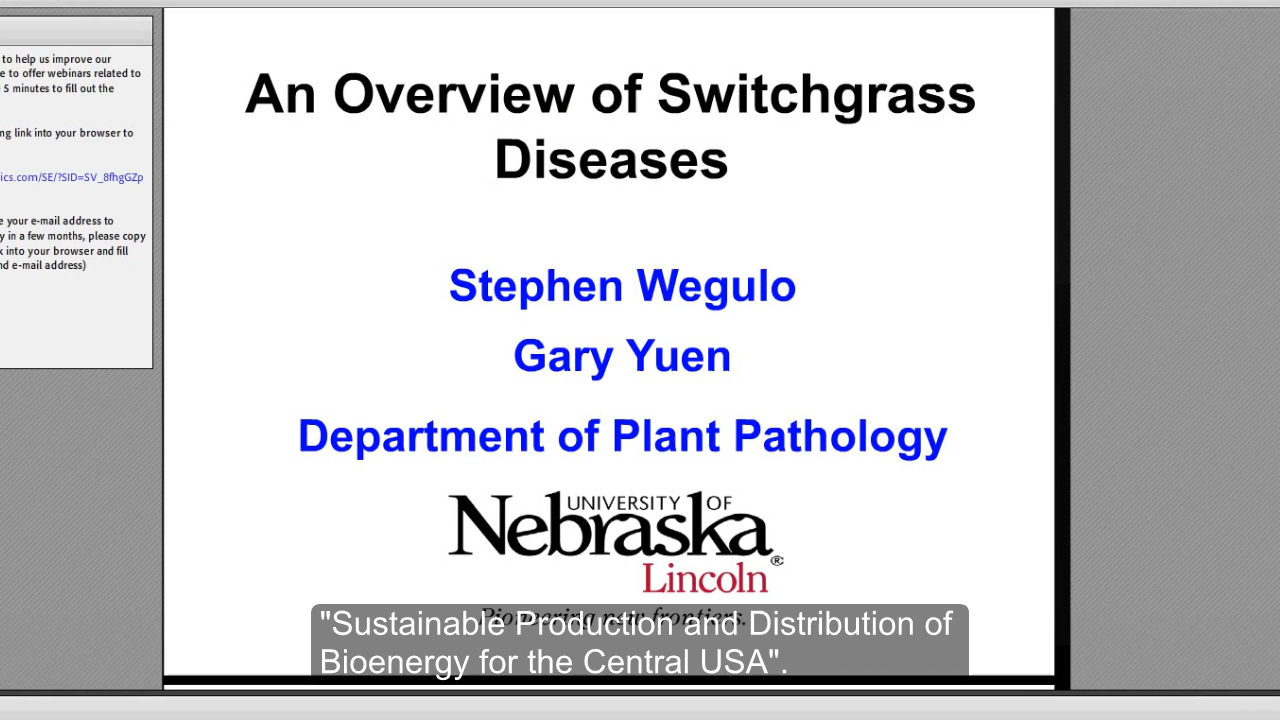 to help us improve our
e to offer webinars related to
5 minutes to fill out the
ng link into your browser to
ics.com/SE/?SID=SV_8fhgGZp
e your e-mail address to
y in a few months, please copy
k into your browser and fill
nd e-mail address)
An Overview of Switchgrass
Diseases
Stephen Wegulo
Gary Yuen
Department of Plant Pathology
UNIVERSITY OF
Nebraska®
Lincoln
Pioneering new frontiers.
"Sustainable Production and Distribution of
Bioenergy for the Central USA".